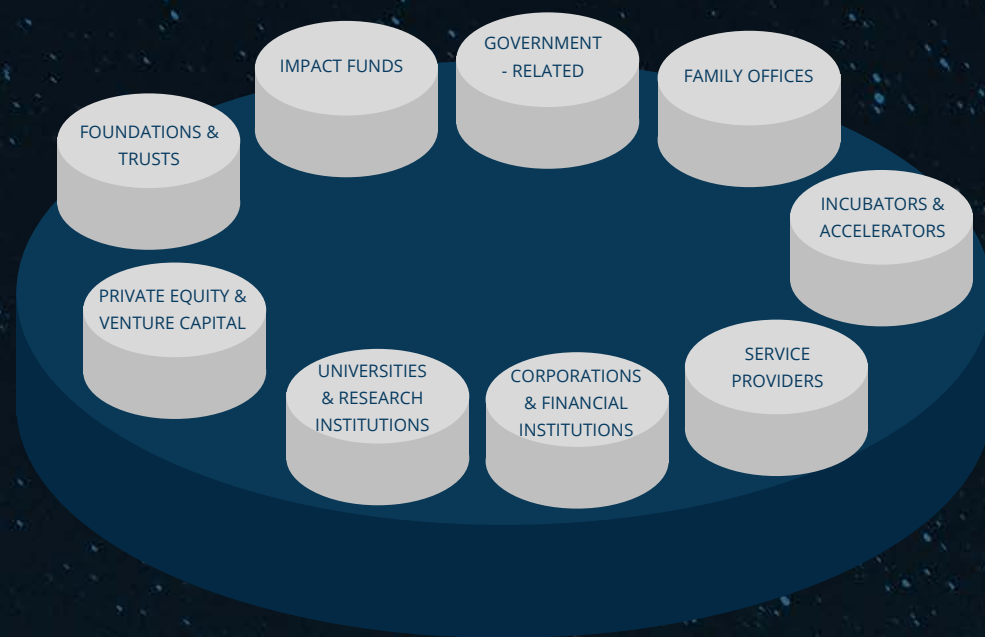 IMPACT FUNDS
GOVERNMENT
- RELATED
FAMILY OFFICES
FOUNDATIONS &
TRUSTS
INCUBATORS &
ACCELERATORS
PRIVATE EQUITY &
VENTURE CAPITAL
UNIVERSITIES
& RESEARCH
INSTITUTIONS
CORPORATIONS
& FINANCIAL
INSTITUTIONS
SERVICE
PROVIDERS